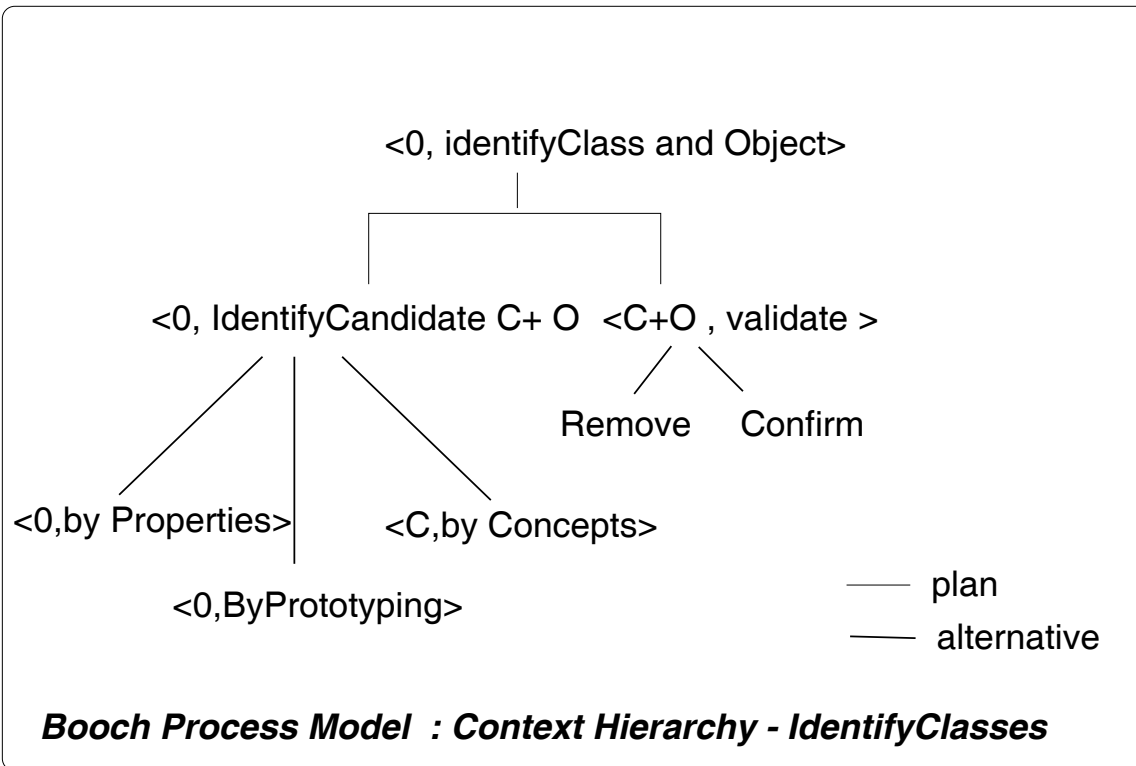 <0, identifyClass and Object>
<0, IdentifyCandidate C+ O <C+O , validate >
Remove Confirm
<0,by Properties> <C,by Concepts>
<0,ByPrototyping>
plan
alternative
Booch Process Model : Context Hierarchy - IdentifyClasses